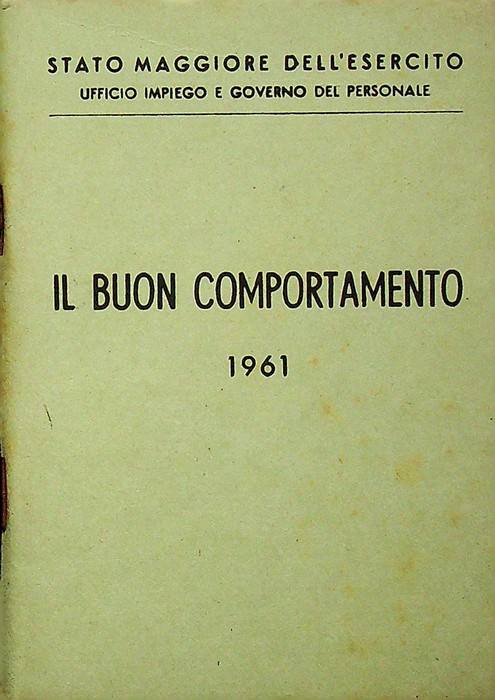 STATO MAGGIORE DELL'ESERCITO
UFFICIO IMPIEGO E GOVERNO DEL PERSONALE
IL BUON COMPORTAMENTO
1961